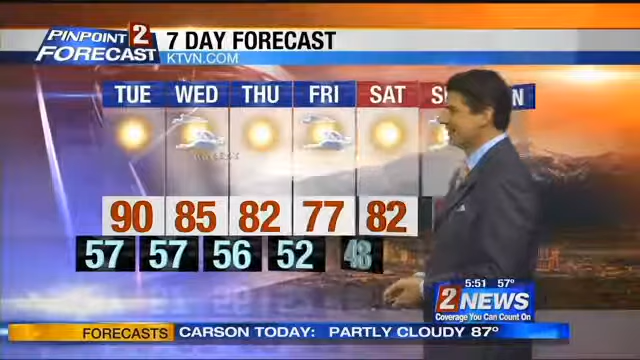 PINPOINT 2
FORECAST
7 DAY FORECAST
KTVN.COM
TUE WED THU FRI SAT
BREEZY
90 85 82 77 82
57 57 56 52 48
5:51 57°
2 NEWS
Coverage You Can Count On
FORECASTS CARSON TODAY: PARTLY CLOUDY 87°